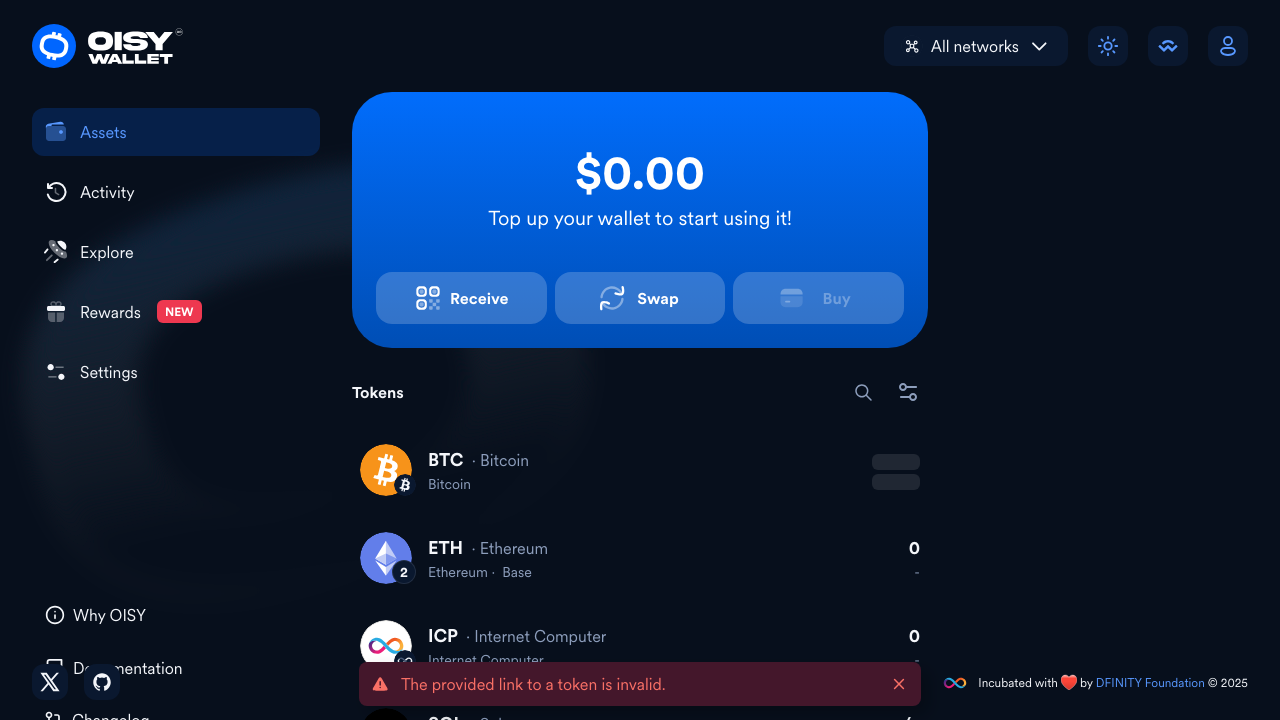 OISY
WALLET
All networks
Assets
Activity
Explore
Rewards NEW
Settings
Why OISY
Documentation
Changelog
$0.00
Top up your wallet to start using it!
Receive
Swap
Buy
Tokens
BTC · Bitcoin
Bitcoin
ETH · Ethereum 0
2 Ethereum · Base -
ICP · Internet Computer 0
Internet Computer -
The provided link to a token is invalid.
Incubated with ❤️ by DFINITY Foundation © 2025